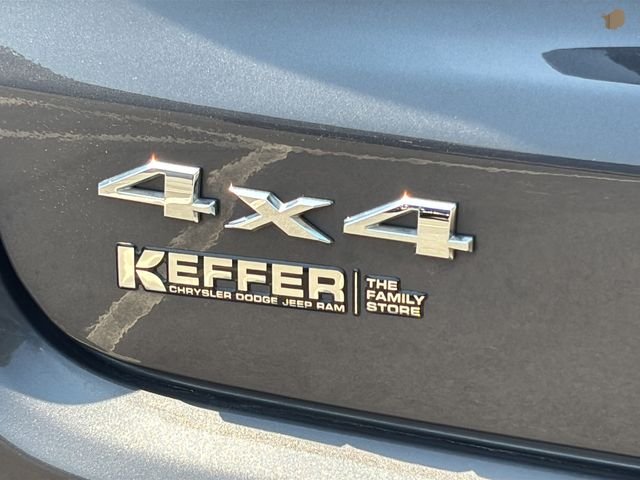 4x4
KEFFER
CHRYSLER DODGE JEEP RAM
THE
FAMILY
STORE